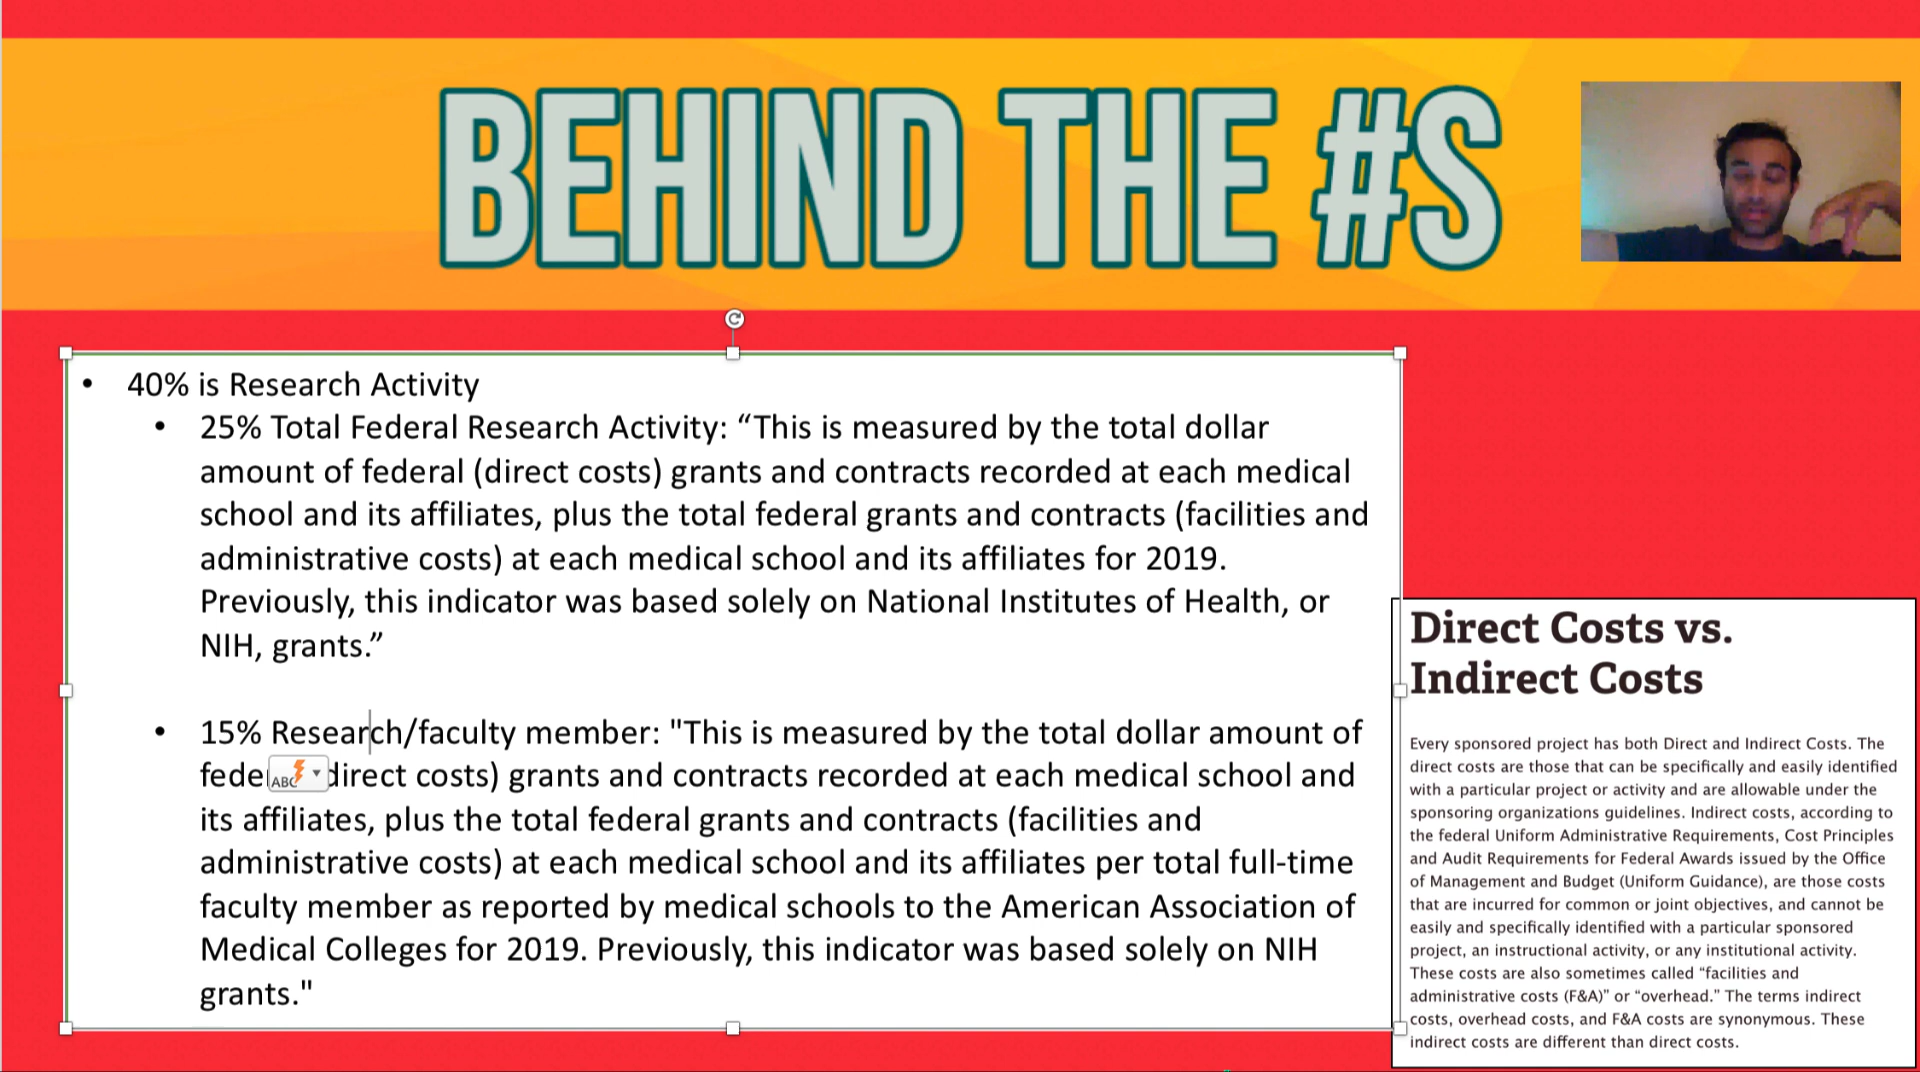 BEHIND THE #S
• 40% is Research Activity
• 25% Total Federal Research Activity: “This is measured by the total dollar
amount of federal (direct costs) grants and contracts recorded at each medical
school and its affiliates, plus the total federal grants and contracts (facilities and
administrative costs) at each medical school and its affiliates for 2019.
Previously, this indicator was based solely on National Institutes of Health, or
NIH, grants.”
• 15% Research/faculty member: "This is measured by the total dollar amount of
fede direct costs) grants and contracts recorded at each medical school and
its affiliates, plus the total federal grants and contracts (facilities and
administrative costs) at each medical school and its affiliates per total full-time
faculty member as reported by medical schools to the American Association of
Medical Colleges for 2019. Previously, this indicator was based solely on NIH
grants."
ABC
Direct Costs vs.
Indirect Costs
Every sponsored project has both Direct and Indirect Costs. The
direct costs are those that can be specifically and easily identified
with a particular project or activity and are allowable under the
sponsoring organizations guidelines. Indirect costs, according to
the federal Uniform Administrative Requirements, Cost Principles
and Audit Requirements for Federal Awards issued by the Office
of Management and Budget (Uniform Guidance), are those costs
that are incurred for common or joint objectives, and cannot be
easily and specifically identified with a particular sponsored
project, an instructional activity, or any institutional activity.
These costs are also sometimes called “facilities and
administrative costs (F&A)” or “overhead.” The terms indirect
costs, overhead costs, and F&A costs are synonymous. These
indirect costs are different than direct costs.